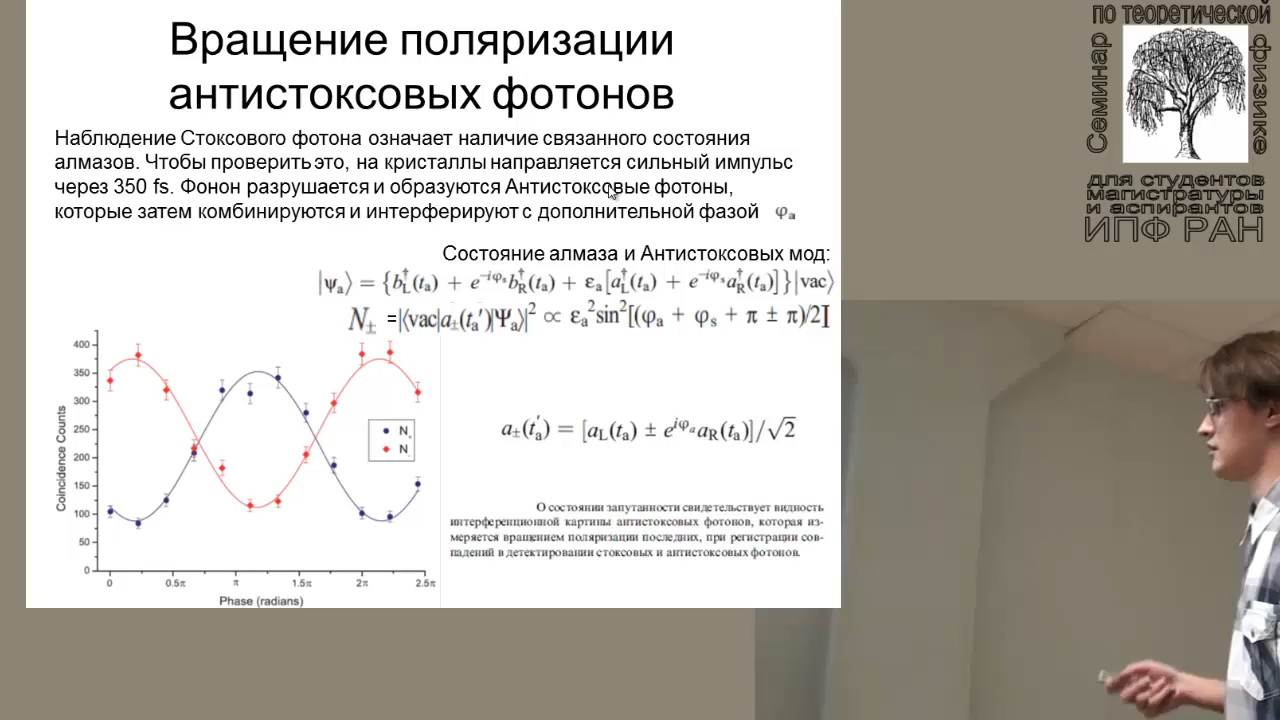 Вращение поляризации
антистоксовых фотонов
Наблюдение Стоксового фотона означает наличие связанного состояния
алмазов. Чтобы проверить это, на кристаллы направляется сильный импульс
через 350 fs. Фонон разрушается и образуются Антистоксовые фотоны,
которые затем комбинируются и интерферируют с дополнительной фазой φₐ
Состояние алмаза и Антистоксовых мод:
|ψₐ⟩ = {b†_L(tₐ) + e^{−iφₛ}b†_R(tₐ) + εₐ[a†_L(tₐ) + e^{−iφₛ}a†_R(tₐ)]}|vac⟩
N± =|⟨vac|a±(tₐ′)|Ψₐ⟩|² ∝ εₐ²sin²[(φₐ + φₛ + π ± π)/2]
a±(tₐ′) = [a_L(tₐ) ± e^{iφₐ}a_R(tₐ)]/√2
О состоянии запутанности свидетельствует видность
интерференционной картины антистоксовых фотонов, которая из-
меряется вращением поляризации последних, при регистрации сов-
падений в детектировании стоксовых и антистоксовых фотонов.
Coincidence Counts
400
350
300
250
200
150
100
50
0
0 0.5π π 1.5π 2π 2.5π
Phase (radians)
N₊
N₋
Семинар
по теоретической
физике
для студентов
магистратуры
и аспирантов
ИПФ РАН